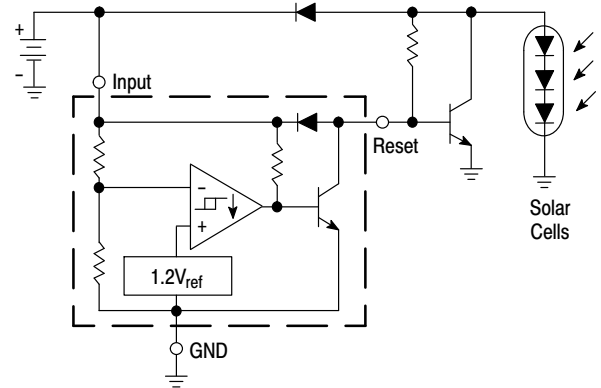 +
-
Input
Reset
Solar
Cells
–
+
1.2Vref
GND